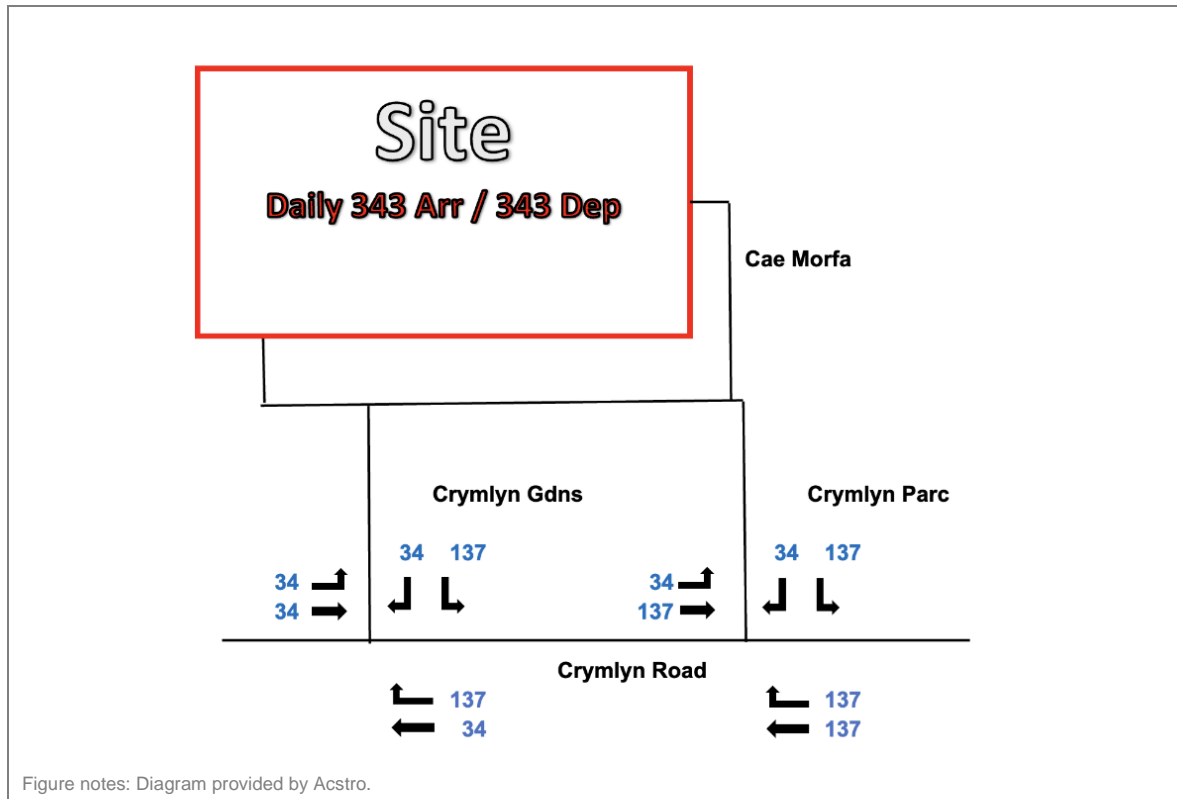 Site
Daily 343 Arr / 343 Dep
Cae Morfa
Crymlyn Gdns
Crymlyn Parc
34 137
34 137
34
34
34
137
Crymlyn Road
137
34
137
137
Figure notes: Diagram provided by Acstro.